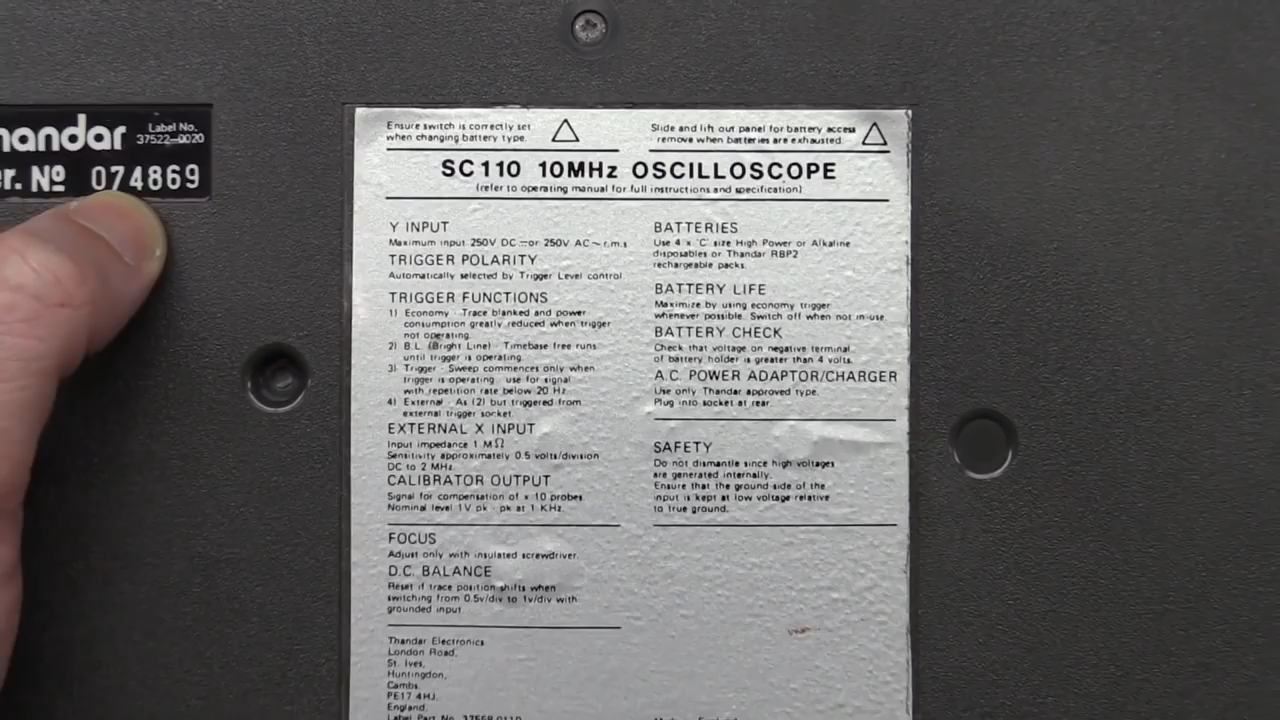 handar
Label No.
37522-0020
er. Nº 074869
Ensure switch is correctly set
when changing battery type.
Slide and lift out panel for battery access
remove when batteries are exhausted.
SC110 10MHz OSCILLOSCOPE
(refer to operating manual for full instructions and specification)
Y INPUT
Maximum input 250V DC ⎓ or 250V AC ~ r.m.s
TRIGGER POLARITY
Automatically selected by Trigger Level control.
TRIGGER FUNCTIONS
1) Economy - Trace blanked and power
consumption greatly reduced when trigger
not operating.
2) B.L. (Bright Line) - Timebase free runs
until trigger is operating.
3) Trigger - Sweep commences only when
trigger is operating - use for signal
with repetition rate below 20 Hz.
4) External - As (2) but triggered from
external trigger socket.
EXTERNAL X INPUT
Input impedance 1 MΩ
Sensitivity approximately 0.5 volts/division
DC to 2 MHz.
CALIBRATOR OUTPUT
Signal for compensation of x 10 probes.
Nominal level 1V pk - pk at 1 KHz.
FOCUS
Adjust only with insulated screwdriver.
D.C. BALANCE
Reset if trace position shifts when
switching from 0.5v/div to 1v/div with
grounded input.
Thandar Electronics
London Road,
St. Ives,
Huntingdon,
Cambs.
PE17 4HJ.
England.
Label Part No. 37568-0110
BATTERIES
Use 4 x 'C' size High Power or Alkaline
disposables or Thandar RBP2
rechargeable packs.
BATTERY LIFE
Maximize by using economy trigger
whenever possible. Switch off when not in-use.
BATTERY CHECK
Check that voltage on negative terminal
of battery holder is greater than 4 volts.
A.C. POWER ADAPTOR/CHARGER
Use only Thandar approved type.
Plug into socket at rear.
SAFETY
Do not dismantle since high voltages
are generated internally.
Ensure that the ground side of the
input is kept at low voltage relative
to true ground.